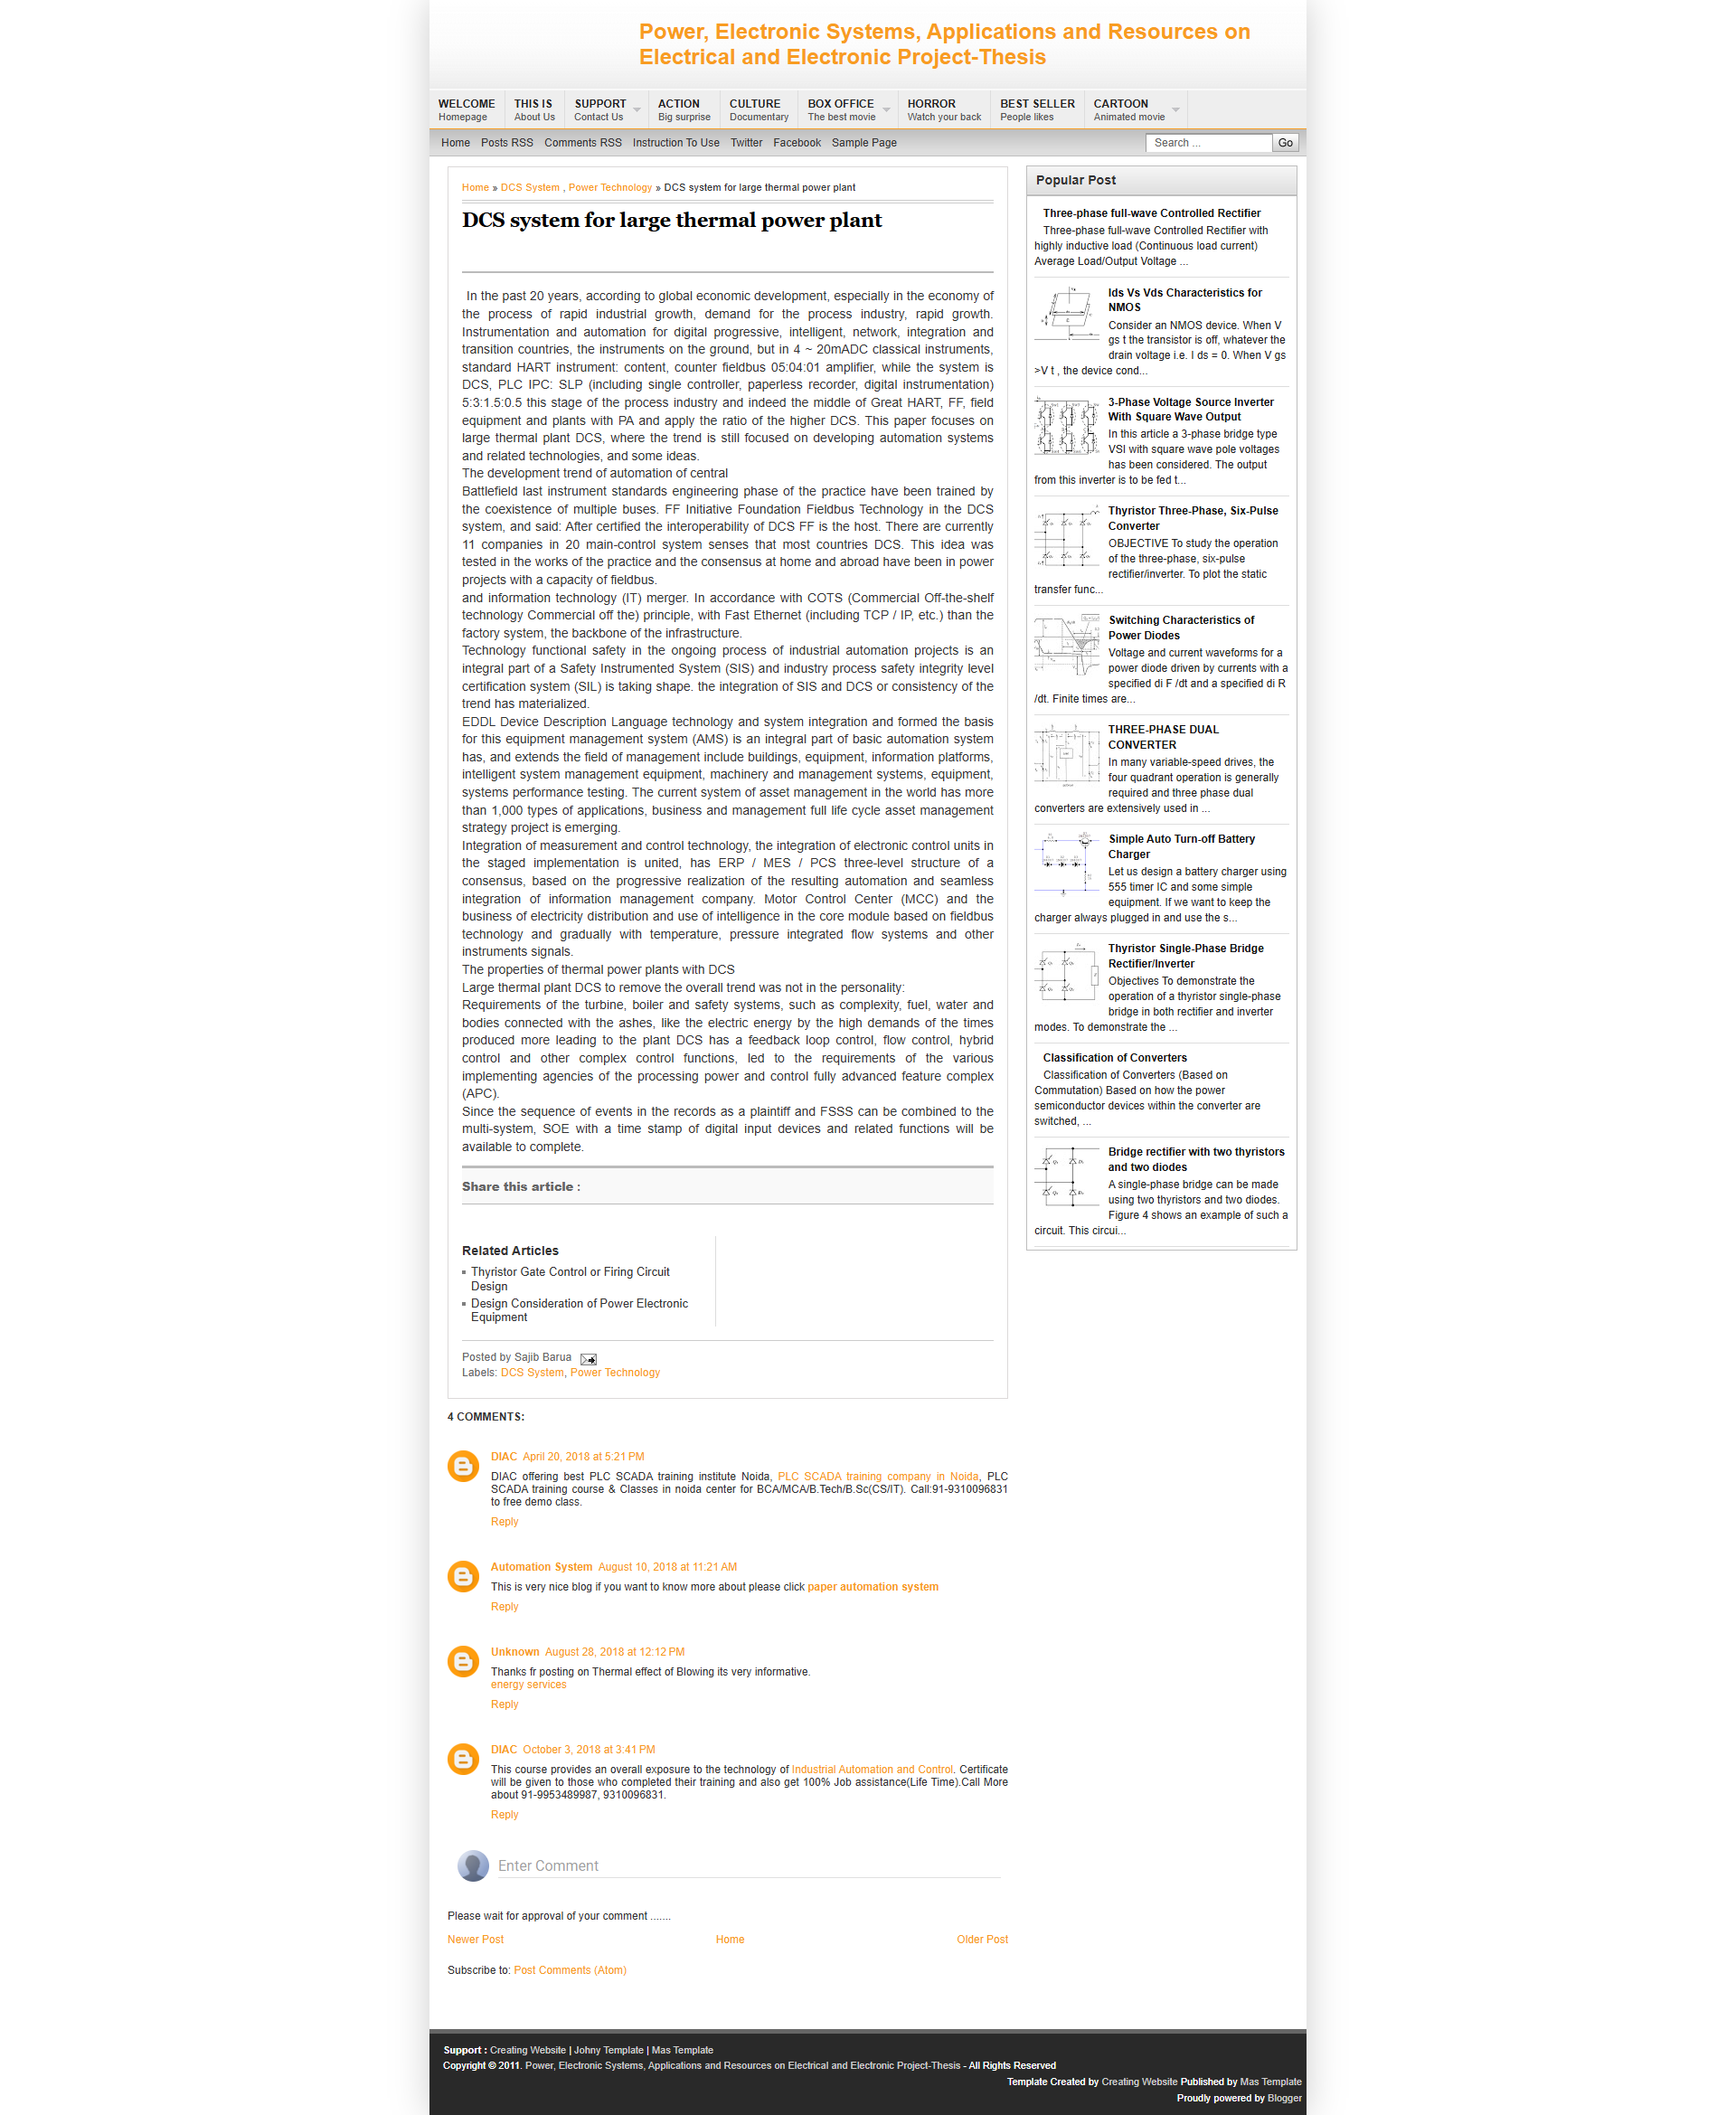 Power, Electronic Systems, Applications and Resources on
Electrical and Electronic Project-Thesis
WELCOME
Homepage
THIS IS
About Us
SUPPORT
Contact Us
ACTION
Big surprise
CULTURE
Documentary
BOX OFFICE
The best movie
HORROR
Watch your back
BEST SELLER
People likes
CARTOON
Animated movie
Home Posts RSS Comments RSS Instruction To Use Twitter Facebook Sample Page
Search ... Go
Home » DCS System , Power Technology » DCS system for large thermal power plant
DCS system for large thermal power plant
In the past 20 years, according to global economic development, especially in the economy of
the process of rapid industrial growth, demand for the process industry, rapid growth.
Instrumentation and automation for digital progressive, intelligent, network, integration and
transition countries, the instruments on the ground, but in 4 ~ 20mADC classical instruments,
standard HART instrument: content, counter fieldbus 05:04:01 amplifier, while the system is
DCS, PLC IPC: SLP (including single controller, paperless recorder, digital instrumentation)
5:3:1.5:0.5 this stage of the process industry and indeed the middle of Great HART, FF, field
equipment and plants with PA and apply the ratio of the higher DCS. This paper focuses on
large thermal plant DCS, where the trend is still focused on developing automation systems
and related technologies, and some ideas.
The development trend of automation of central
Battlefield last instrument standards engineering phase of the practice have been trained by
the coexistence of multiple buses. FF Initiative Foundation Fieldbus Technology in the DCS
system, and said: After certified the interoperability of DCS FF is the host. There are currently
11 companies in 20 main-control system senses that most countries DCS. This idea was
tested in the works of the practice and the consensus at home and abroad have been in power
projects with a capacity of fieldbus.
and information technology (IT) merger. In accordance with COTS (Commercial Off-the-shelf
technology Commercial off the) principle, with Fast Ethernet (including TCP / IP, etc.) than the
factory system, the backbone of the infrastructure.
Technology functional safety in the ongoing process of industrial automation projects is an
integral part of a Safety Instrumented System (SIS) and industry process safety integrity level
certification system (SIL) is taking shape. the integration of SIS and DCS or consistency of the
trend has materialized.
EDDL Device Description Language technology and system integration and formed the basis
for this equipment management system (AMS) is an integral part of basic automation system
has, and extends the field of management include buildings, equipment, information platforms,
intelligent system management equipment, machinery and management systems, equipment,
systems performance testing. The current system of asset management in the world has more
than 1,000 types of applications, business and management full life cycle asset management
strategy project is emerging.
Integration of measurement and control technology, the integration of electronic control units in
the staged implementation is united, has ERP / MES / PCS three-level structure of a
consensus, based on the progressive realization of the resulting automation and seamless
integration of information management company. Motor Control Center (MCC) and the
business of electricity distribution and use of intelligence in the core module based on fieldbus
technology and gradually with temperature, pressure integrated flow systems and other
instruments signals.
The properties of thermal power plants with DCS
Large thermal plant DCS to remove the overall trend was not in the personality:
Requirements of the turbine, boiler and safety systems, such as complexity, fuel, water and
bodies connected with the ashes, like the electric energy by the high demands of the times
produced more leading to the plant DCS has a feedback loop control, flow control, hybrid
control and other complex control functions, led to the requirements of the various
implementing agencies of the processing power and control fully advanced feature complex
(APC).
Since the sequence of events in the records as a plaintiff and FSSS can be combined to the
multi-system, SOE with a time stamp of digital input devices and related functions will be
available to complete.
Share this article :
Related Articles
Thyristor Gate Control or Firing Circuit
Design
Design Consideration of Power Electronic
Equipment
Posted by Sajib Barua
Labels: DCS System, Power Technology
4 COMMENTS:
DIAC April 20, 2018 at 5:21 PM
DIAC offering best PLC SCADA training institute Noida, PLC SCADA training company in Noida, PLC
SCADA training course & Classes in noida center for BCA/MCA/B.Tech/B.Sc(CS/IT). Call:91-9310096831
to free demo class.
Reply
Automation System August 10, 2018 at 11:21 AM
This is very nice blog if you want to know more about please click paper automation system
Reply
Unknown August 28, 2018 at 12:12 PM
Thanks fr posting on Thermal effect of Blowing its very informative.
energy services
Reply
DIAC October 3, 2018 at 3:41 PM
This course provides an overall exposure to the technology of Industrial Automation and Control. Certificate
will be given to those who completed their training and also get 100% Job assistance(Life Time).Call More
about 91-9953489987, 9310096831.
Reply
Enter Comment
Please wait for approval of your comment .......
Newer Post Home Older Post
Subscribe to: Post Comments (Atom)
Popular Post
Three-phase full-wave Controlled Rectifier
Three-phase full-wave Controlled Rectifier with
highly inductive load (Continuous load current)
Average Load/Output Voltage ...
Ids Vs Vds Characteristics for
NMOS
Consider an NMOS device. When V
gs t the transistor is off, whatever the
drain voltage i.e. I ds = 0. When V gs
>V t , the device cond...
3-Phase Voltage Source Inverter
With Square Wave Output
In this article a 3-phase bridge type
VSI with square wave pole voltages
has been considered. The output
from this inverter is to be fed t...
Thyristor Three-Phase, Six-Pulse
Converter
OBJECTIVE To study the operation
of the three-phase, six-pulse
rectifier/inverter. To plot the static
transfer func...
Switching Characteristics of
Power Diodes
Voltage and current waveforms for a
power diode driven by currents with a
specified di F /dt and a specified di R
/dt. Finite times are...
THREE-PHASE DUAL
CONVERTER
In many variable-speed drives, the
four quadrant operation is generally
required and three phase dual
converters are extensively used in ...
Simple Auto Turn-off Battery
Charger
Let us design a battery charger using
555 timer IC and some simple
equipment. If we want to keep the
charger always plugged in and use the s...
Thyristor Single-Phase Bridge
Rectifier/Inverter
Objectives To demonstrate the
operation of a thyristor single-phase
bridge in both rectifier and inverter
modes. To demonstrate the ...
Classification of Converters
Classification of Converters (Based on
Commutation) Based on how the power
semiconductor devices within the converter are
switched, ...
Bridge rectifier with two thyristors
and two diodes
A single-phase bridge can be made
using two thyristors and two diodes.
Figure 4 shows an example of such a
circuit. This circui...
Support : Creating Website | Johny Template | Mas Template
Copyright © 2011. Power, Electronic Systems, Applications and Resources on Electrical and Electronic Project-Thesis - All Rights Reserved
Template Created by Creating Website Published by Mas Template
Proudly powered by Blogger